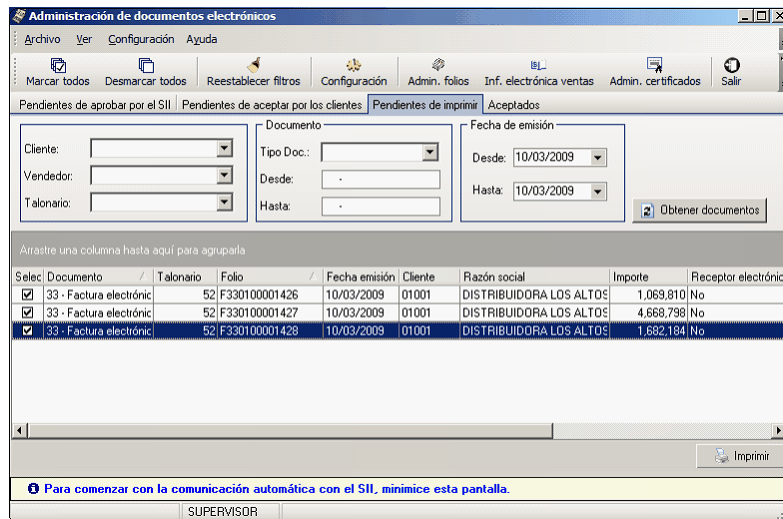 Administración de documentos electrónicos
Archivo Ver Configuración Ayuda
Marcar todos Desmarcar todos Reestablecer filtros Configuración Admin. folios Inf. electrónica ventas Admin. certificados Salir
Pendientes de aprobar por el SII Pendientes de aceptar por los clientes Pendientes de imprimir Aceptados
Documento Fecha de emisión
Cliente: Tipo Doc.: Desde: 10/03/2009
Vendedor: Desde: -
Hasta: 10/03/2009
Talonario: Hasta: - Obtener documentos
Arrastre una columna hasta aquí para agruparla
Selec Documento Talonario Folio Fecha emisión Cliente Razón social Importe Receptor electrónic
33 - Factura electrónic 52 F330100001426 10/03/2009 01001 DISTRIBUIDORA LOS ALTOS 1,069,810 No
33 - Factura electrónic 52 F330100001427 10/03/2009 01001 DISTRIBUIDORA LOS ALTOS 4,668,798 No
33 - Factura electrónic 52 F330100001428 10/03/2009 01001 DISTRIBUIDORA LOS ALTOS 1,682,184 No
Imprimir
Para comenzar con la comunicación automática con el SII, minimice esta pantalla.
SUPERVISOR